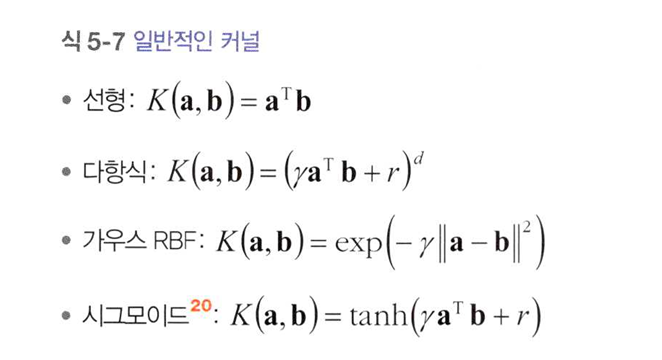 식 5-7 일반적인 커널
• 선형: K(a, b) = aᵀb
• 다항식: K(a, b) = (γaᵀb + r)ᵈ
• 가우스 RBF: K(a, b) = exp(−γ‖a − b‖²)
• 시그모이드²⁰: K(a, b) = tanh(γaᵀb + r)